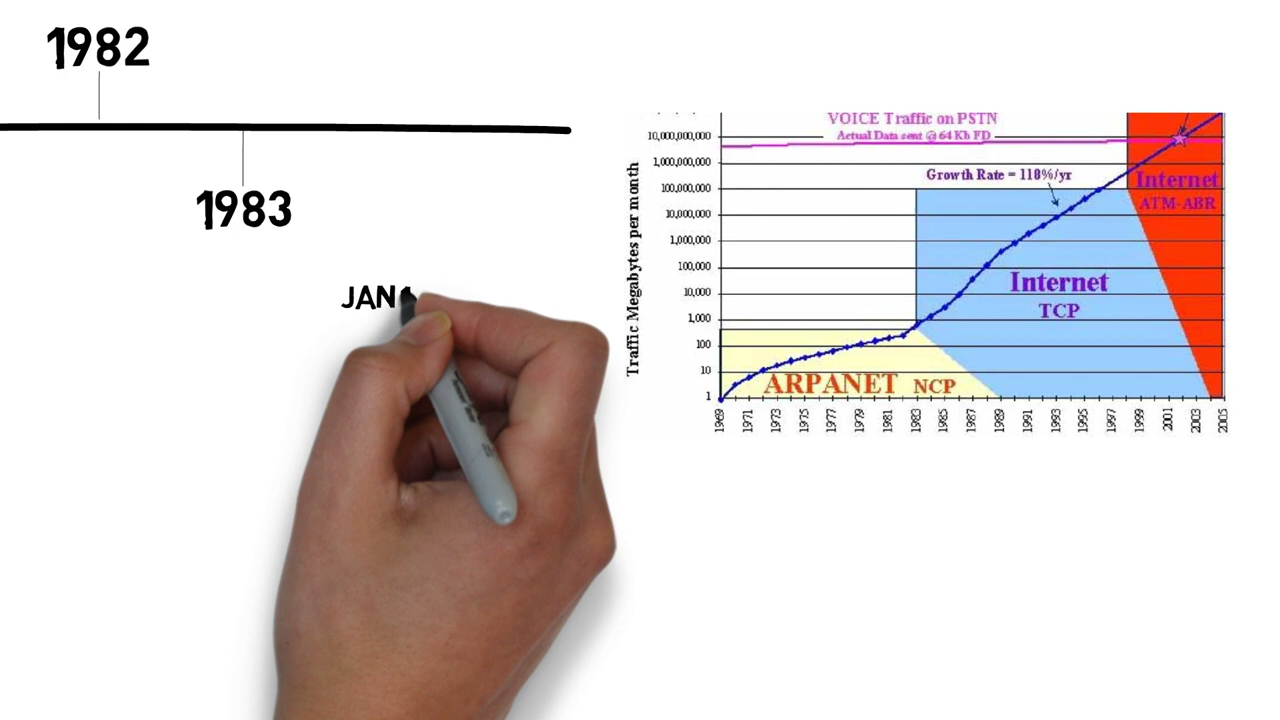 1982
1983
JAN
VOICE Traffic on PSTN
Actual Data sent @ 64 Kb FD
Growth Rate = 118%/yr
Internet
ATM-ABR
Internet
TCP
ARPANET NCP
Traffic Megabytes per month
10,000,000,000
1,000,000,000
100,000,000
10,000,000
1,000,000
100,000
10,000
1,000
100
10
1
1969 1971 1973 1975 1977 1979 1981 1983 1985 1987 1989 1991 1993 1995 1997 1999 2001 2003 2005